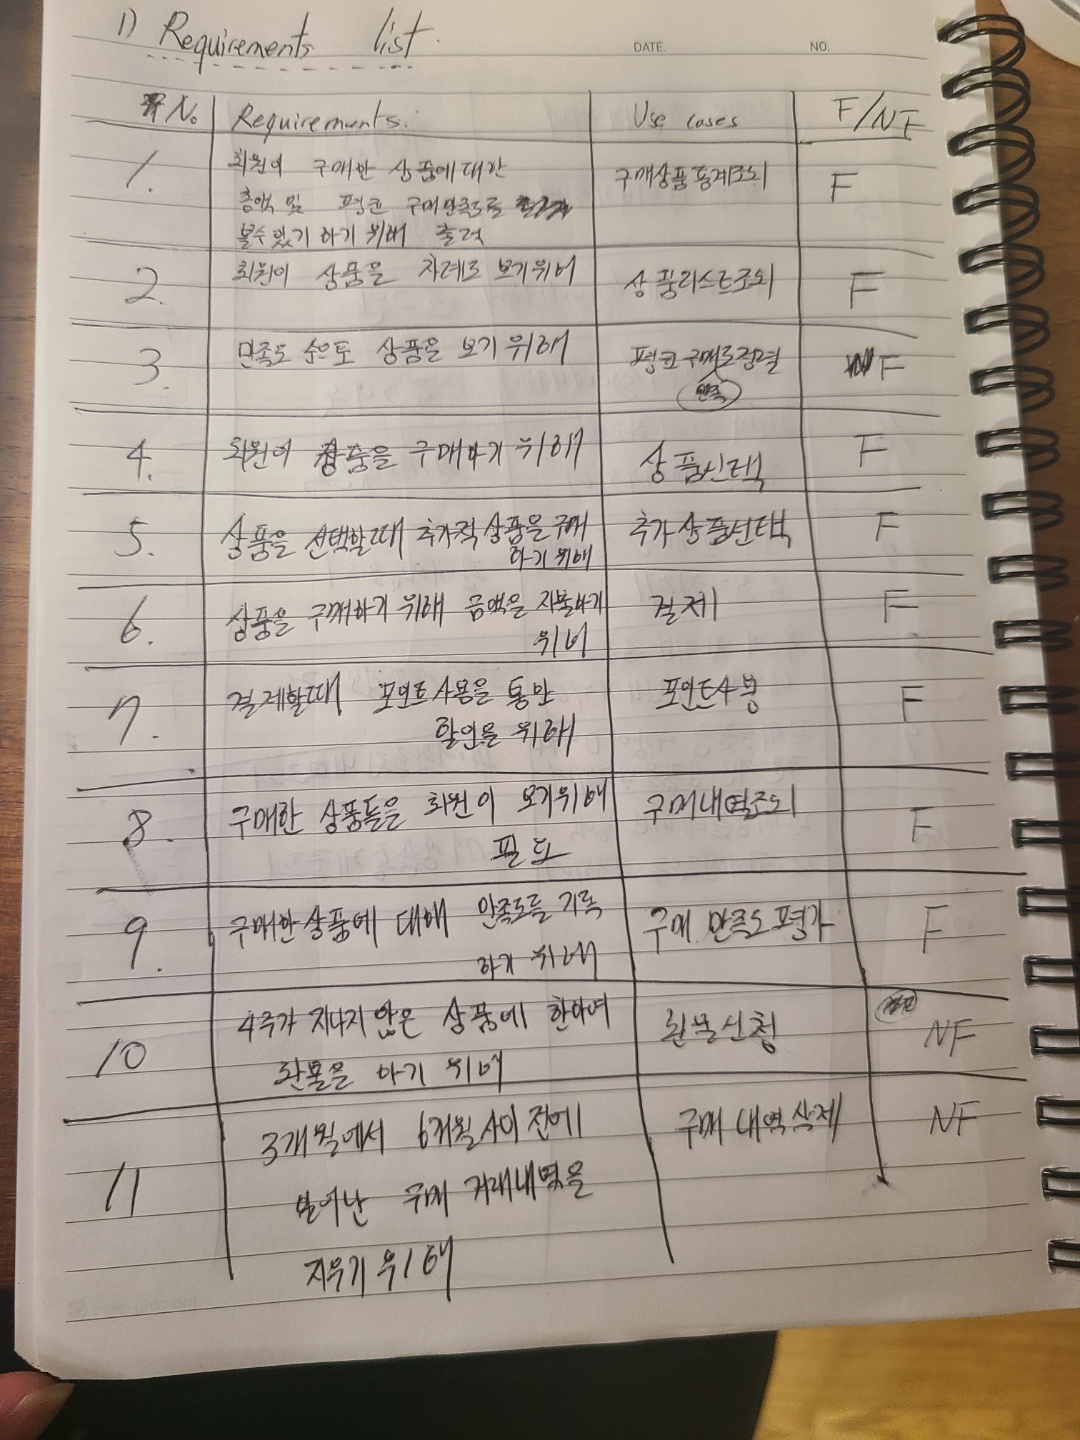 1) Requirements list.
DATE. NO.
No Requirements. Use cases F/NF
1. 회원이 구매한 상품에 대한 구매상품통계조회 F
총액 및 평균 구매만족도를
볼수 있기 하기 위해 출력
2. 회원이 상품을 차례로 보기위해 상품리스트조회 F
3. 만족도 순으로 상품을 보기 위해 평균구매로정렬 F
만족
4. 회원이 상품을 구매하기 위해 상품선택 F
5. 상품을 선택할때 추가적 상품을 구매 추가상품선택 F
하기 위해
6. 상품을 구매하기 위해 금액을 지불하기 결제 F
위해
7. 결제할때 포인트사용을 통한 포인트사용 F
할인을 위해
8. 구매한 상품들을 회원이 보기위해 구매내역조회 F
필요
9. 구매한상품에 대해 만족도를 기록 구매 만족도평가 F
하기 위해
10 4주가 지나지 않은 상품에 한하여 환불신청 NF
환불을 하기 위해
11 3개월에서 6개월사이 전에 구매 내역삭제 NF
일어난 구매 거래내역을
지우기 위해